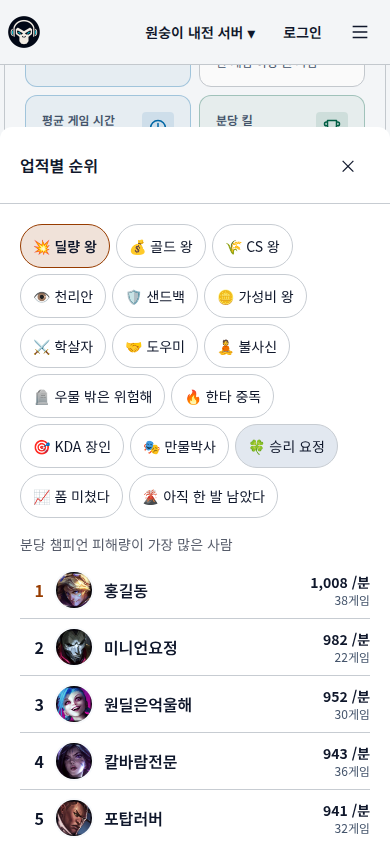 원숭이 내전 서버 ▾
로그인
평균 게임 시간
분당 킬
업적별 순위
💥 딜량 왕
💰 골드 왕
🌾 CS 왕
👁️ 천리안
🛡️ 샌드백
🪙 가성비 왕
⚔️ 학살자
🤝 도우미
🧘 불사신
🪦 우물 밖은 위험해
🔥 한타 중독
🎯 KDA 장인
🎭 만물박사
🍀 승리 요정
📈 폼 미쳤다
🌋 아직 한 발 남았다
분당 챔피언 피해량이 가장 많은 사람
1 홍길동 1,008 /분
38게임
2 미니언요정 982 /분
22게임
3 원딜은억울해 952 /분
30게임
4 칼바람전문 943 /분
36게임
5 포탑러버 941 /분
32게임